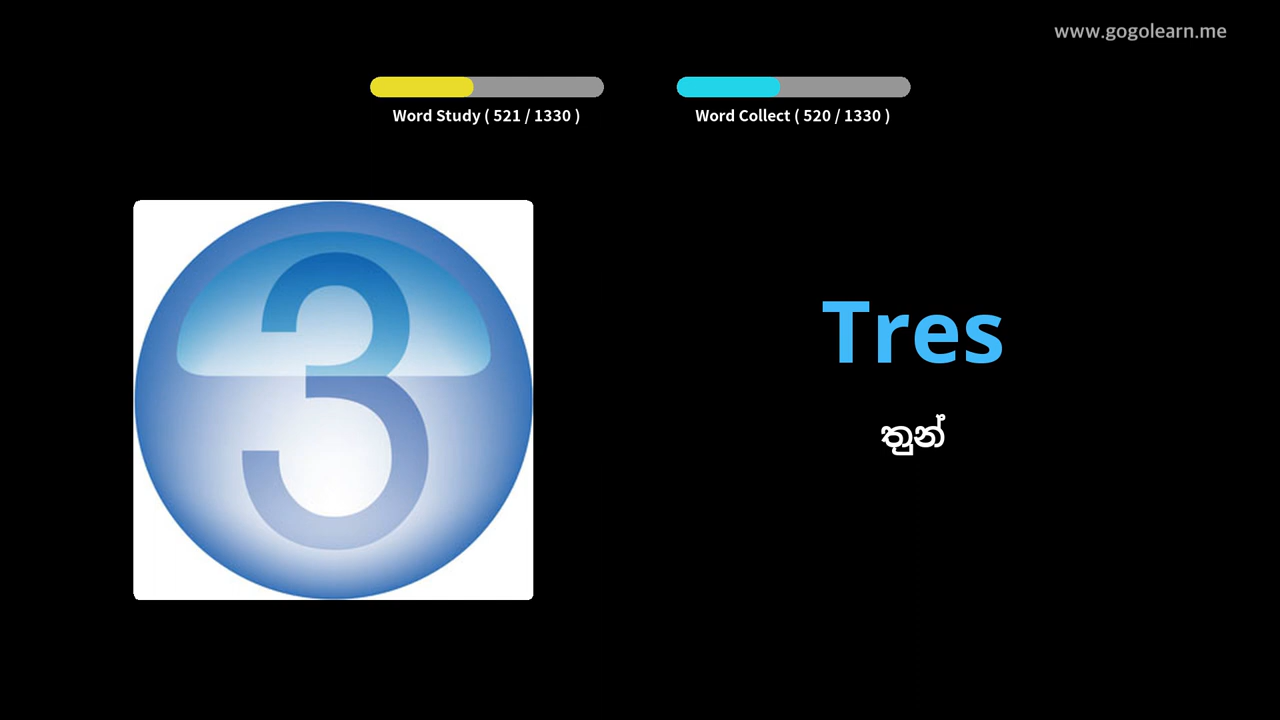 www.gogolearn.me
Word Study ( 521 / 1330 )
Word Collect ( 520 / 1330 )
3
Tres
තුන්